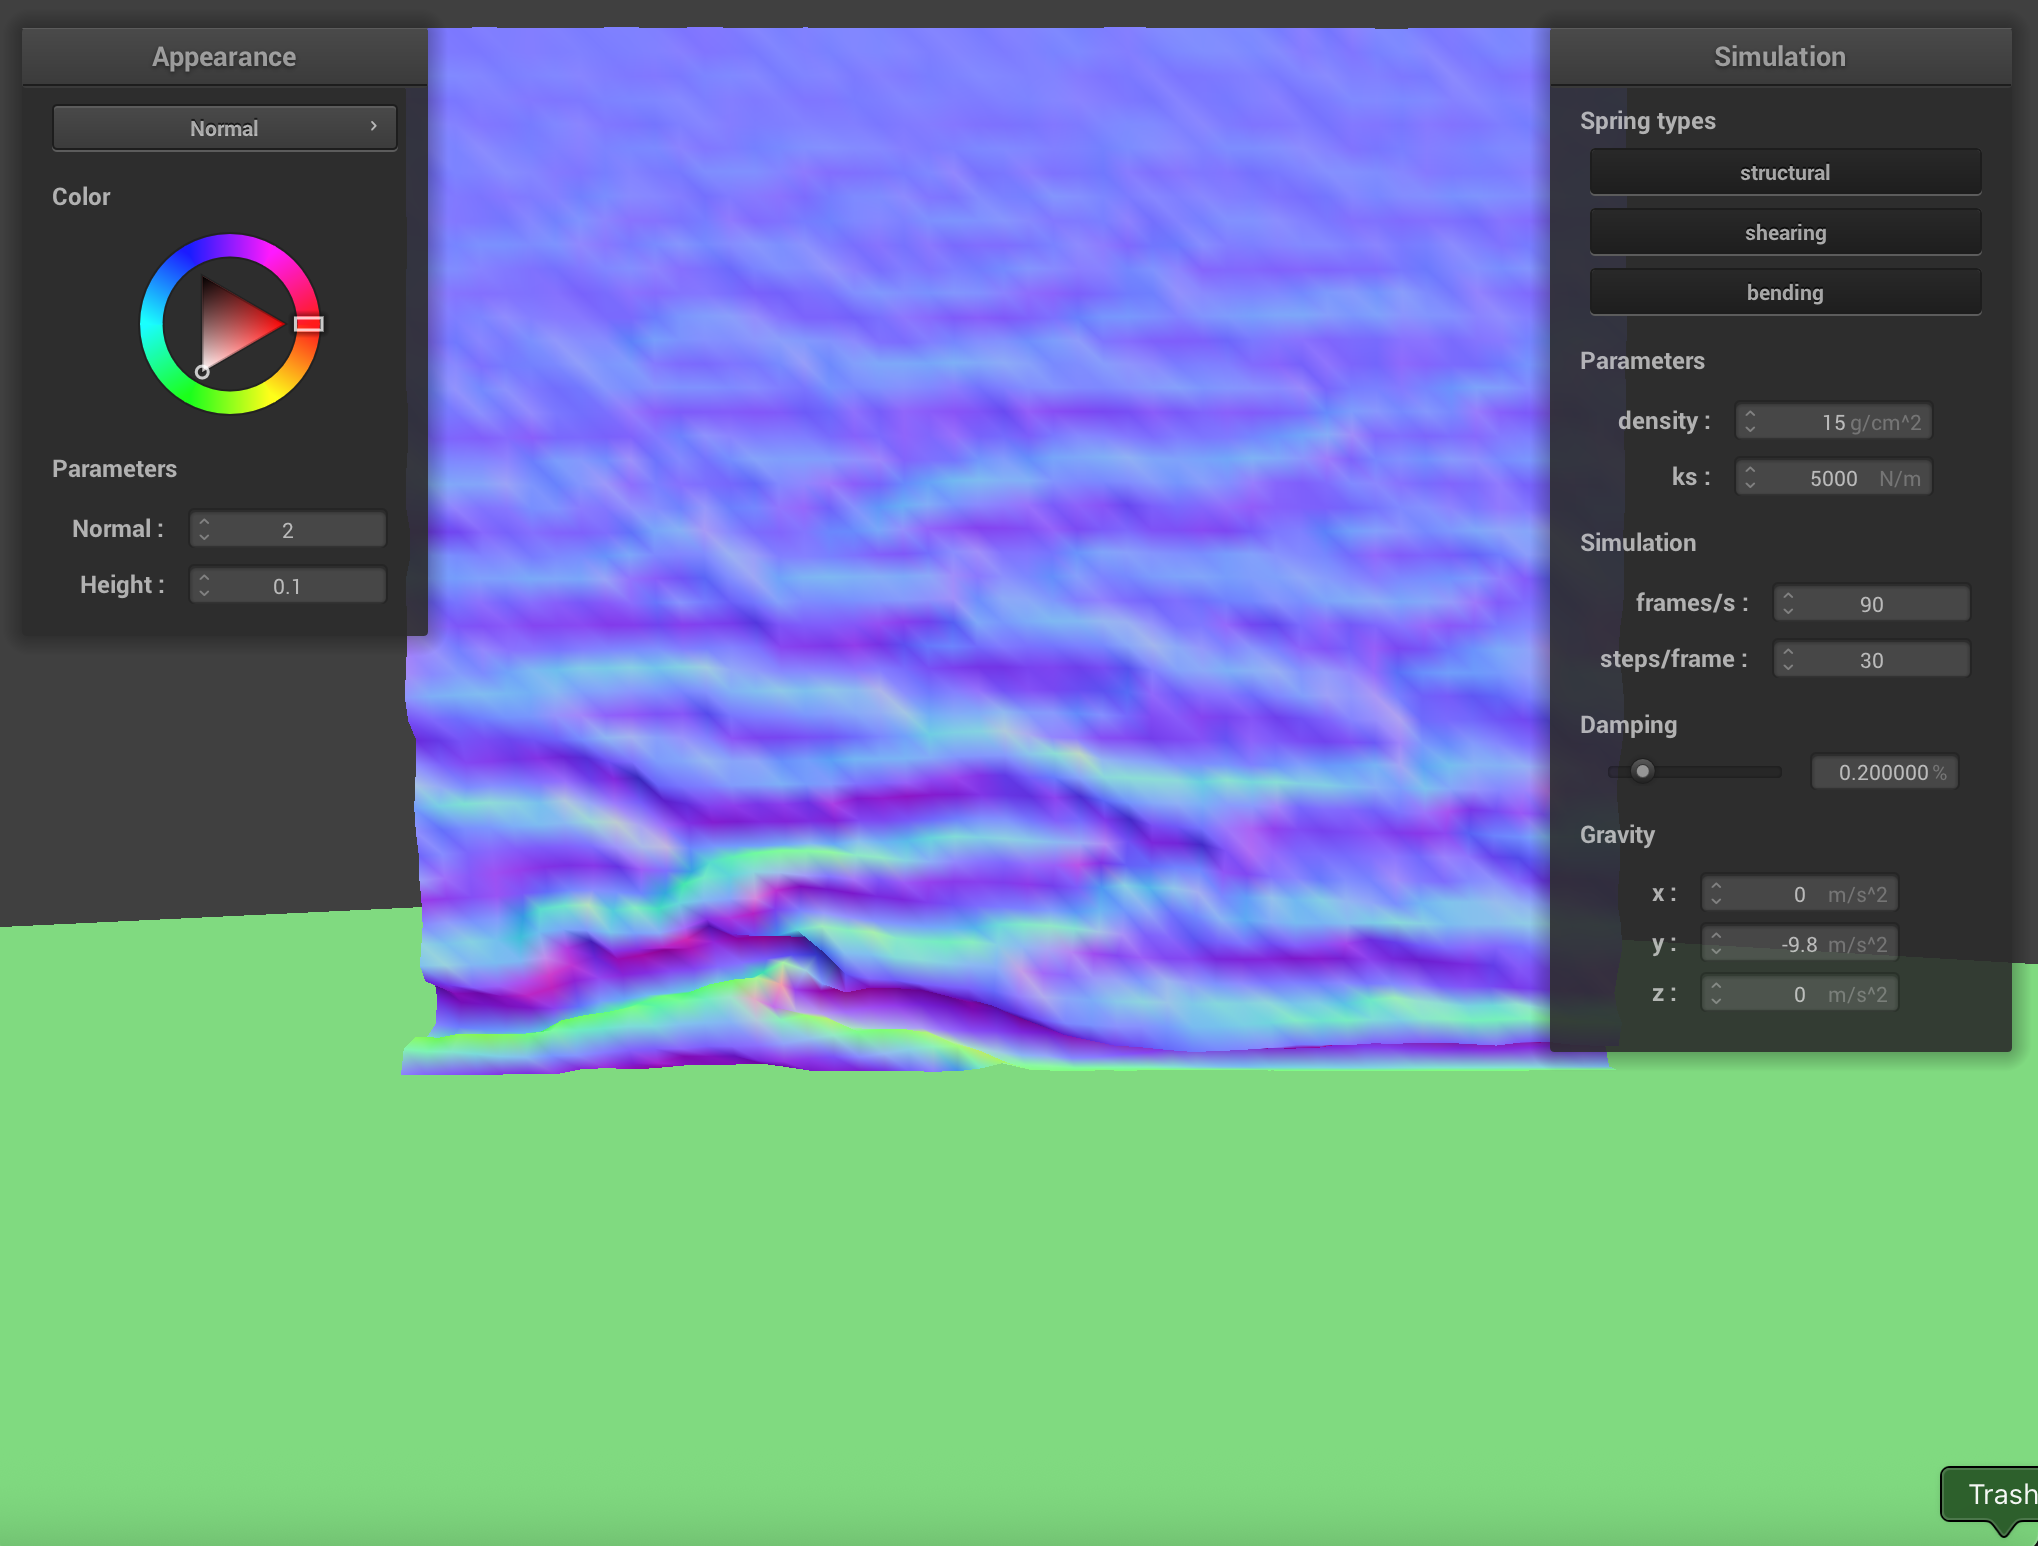 Appearance
Normal
Color
Parameters
Normal : 2
Height : 0.1
Simulation
Spring types
structural
shearing
bending
Parameters
density : 15 g/cm^2
ks : 5000 N/m
Simulation
frames/s : 90
steps/frame : 30
Damping
0.200000 %
Gravity
x : 0 m/s^2
y : -9.8 m/s^2
z : 0 m/s^2
Trash